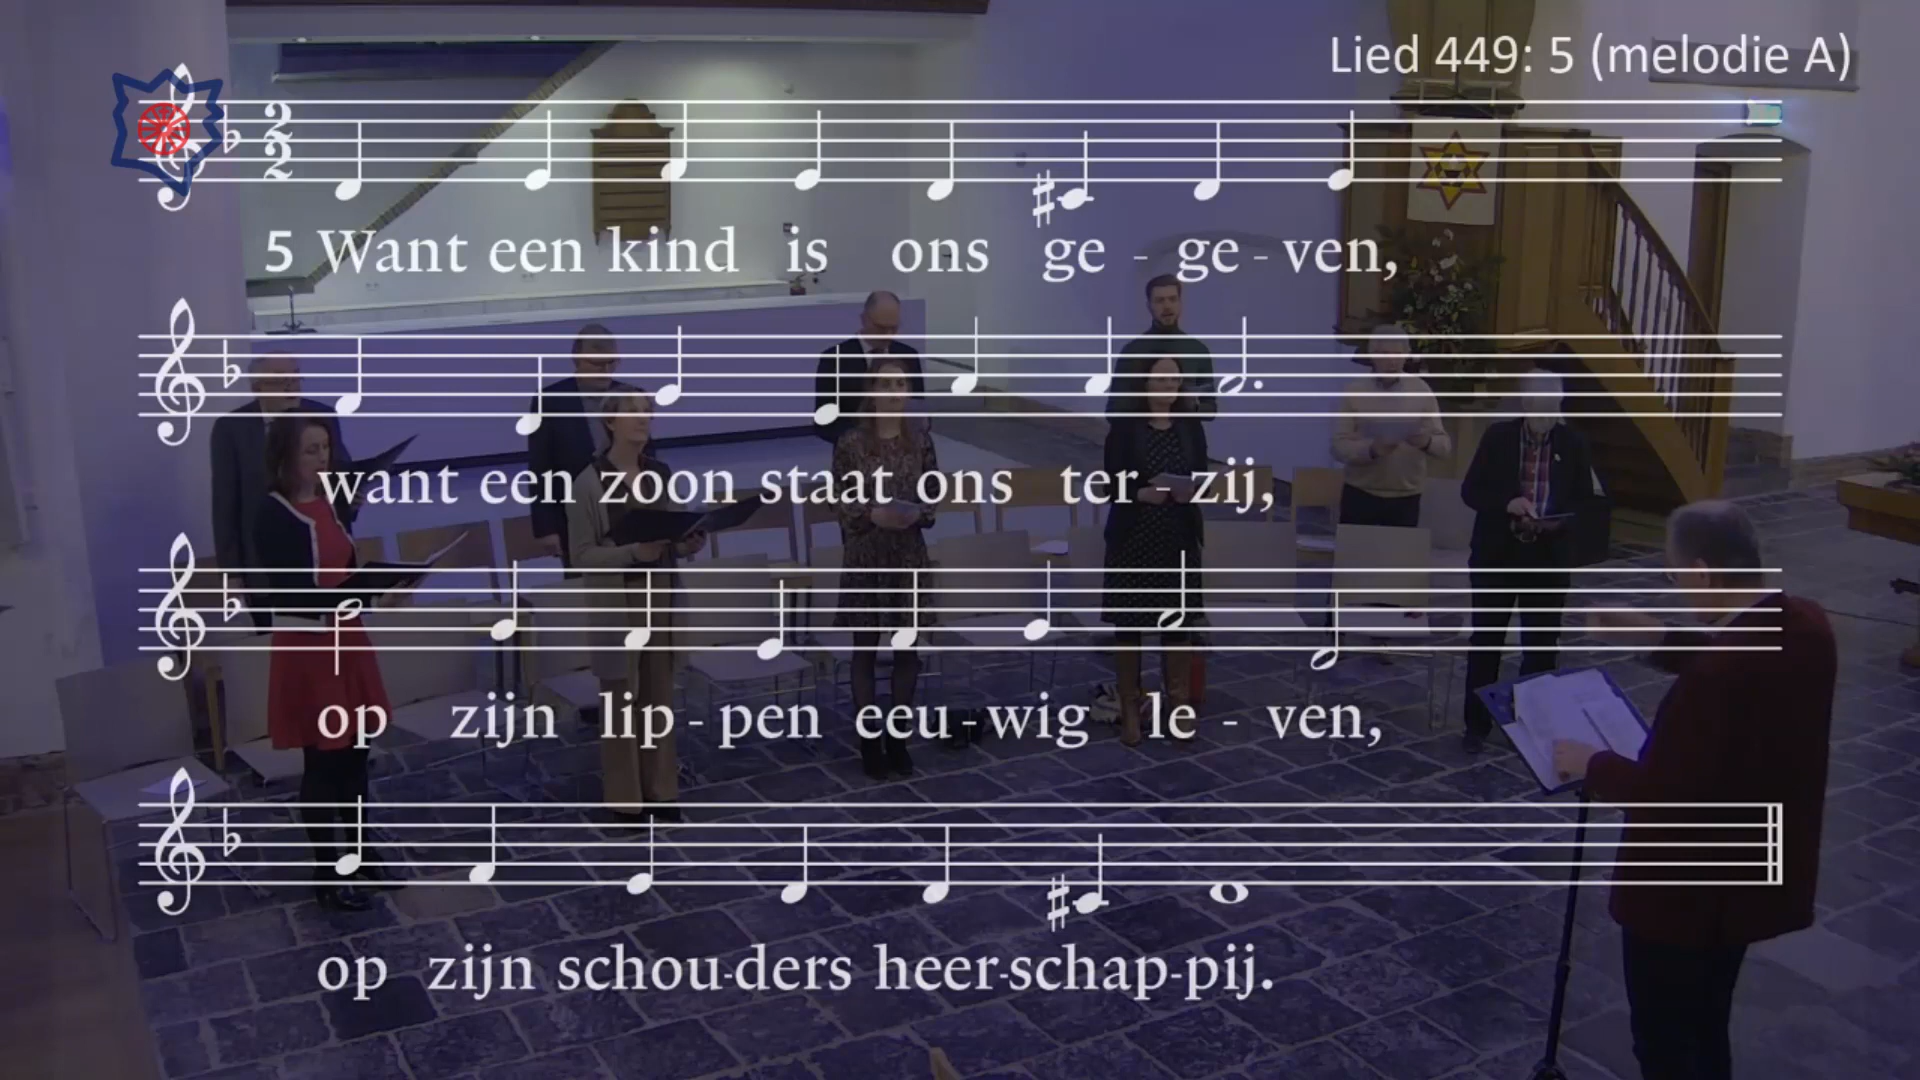 Lied 449: 5 (melodie A)
5 Want een kind is ons ge - ge - ven,
want een zoon staat ons ter - zij,
op zijn lip - pen eeu - wig le - ven,
op zijn schou-ders heer-schap-pij.